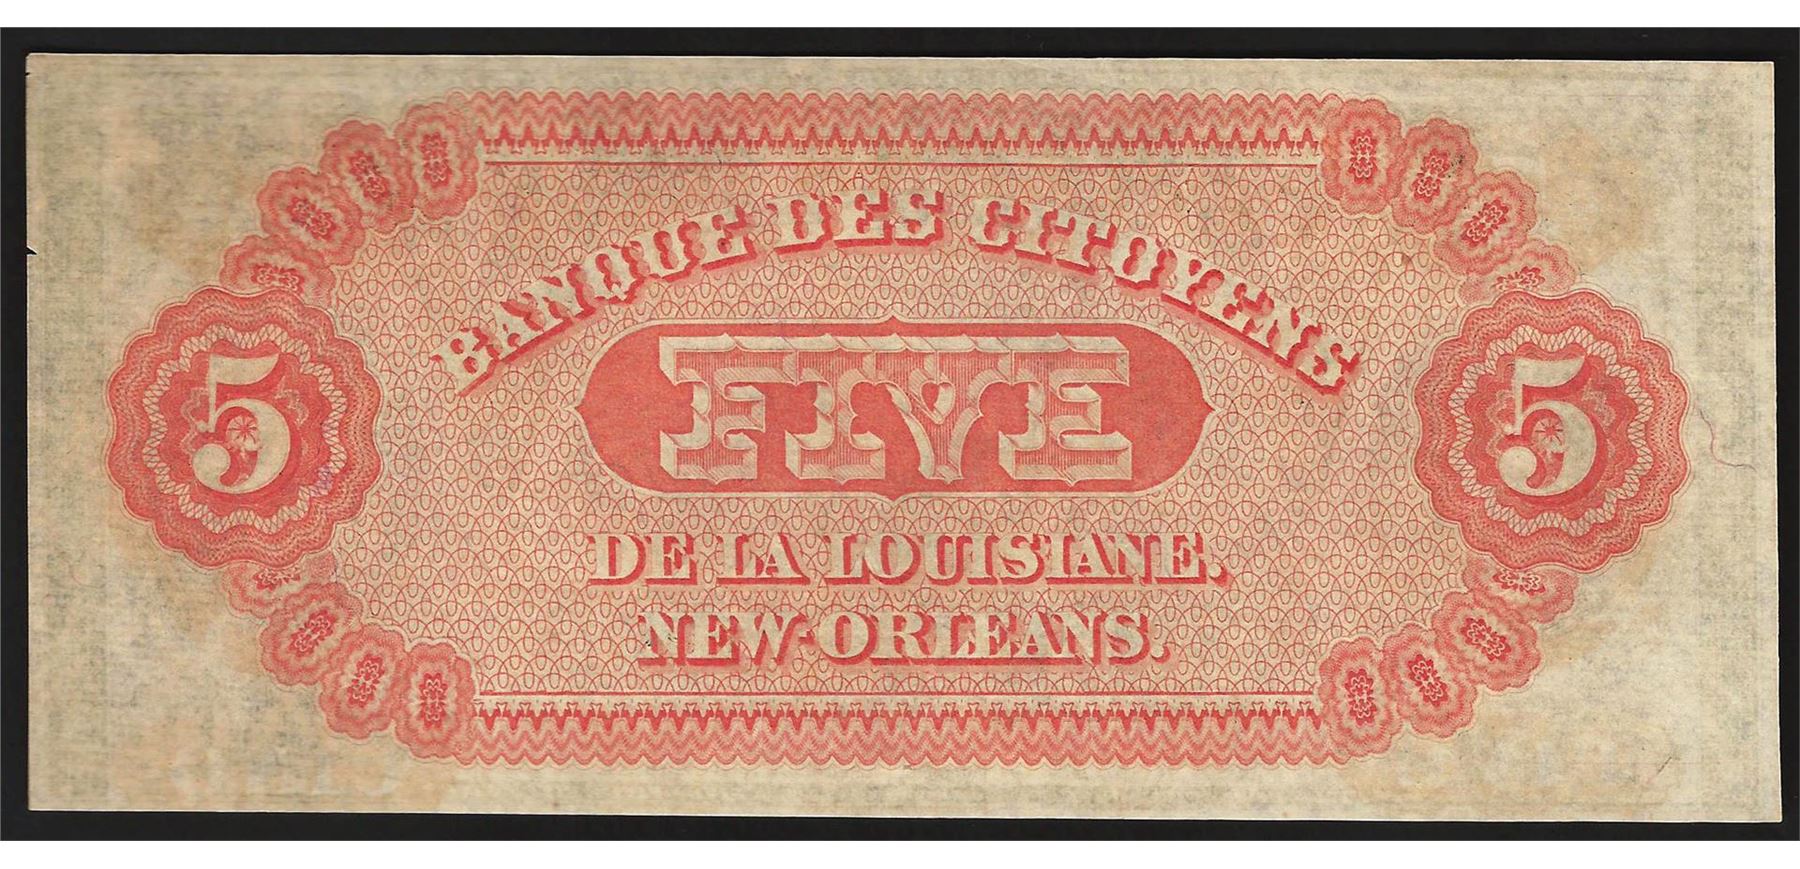 BANQUE DES CITOYENS
5 FIVE 5
DE LA LOUISIANE.
NEW-ORLEANS.